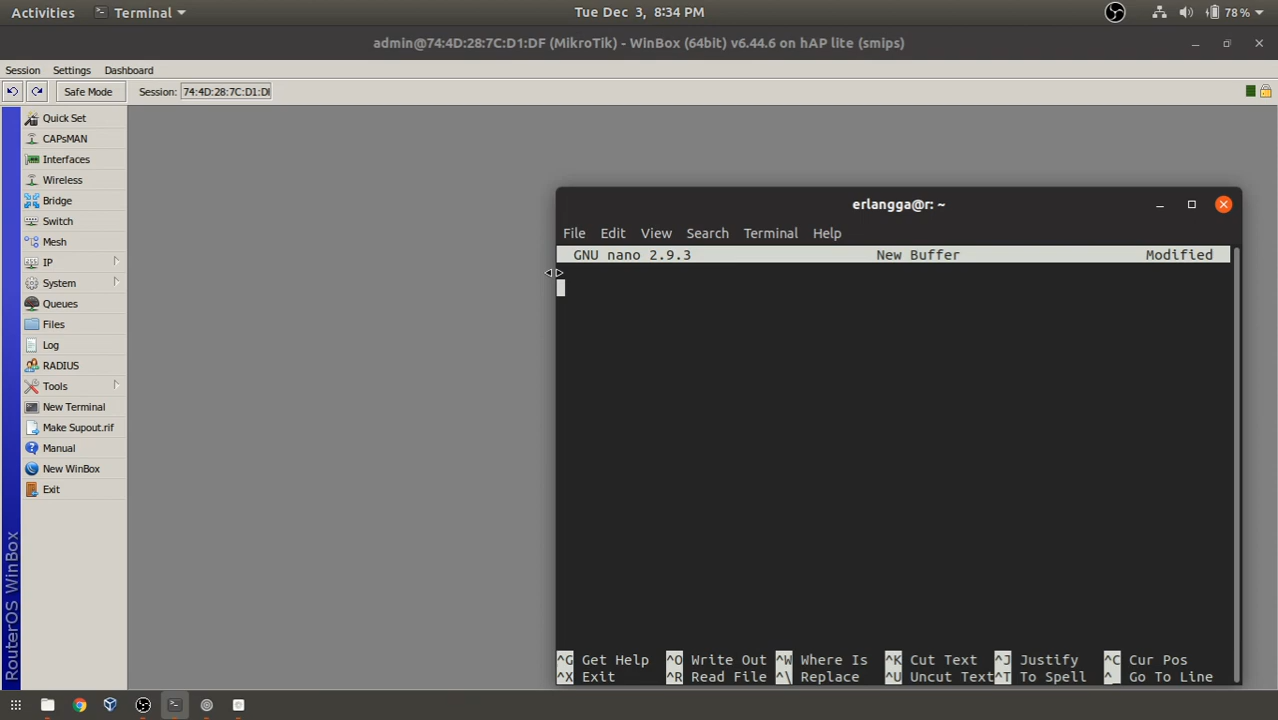 Activities Terminal Tue Dec 3, 8:34 PM 78 %
admin@74:4D:28:7C:D1:DF (MikroTik) - WinBox (64bit) v6.44.6 on hAP lite (smips)
Session Settings Dashboard
Safe Mode Session: 74:4D:28:7C:D1:DF
Quick Set
CAPsMAN
Interfaces
Wireless
Bridge
Switch
Mesh
IP
System
Queues
Files
Log
RADIUS
Tools
New Terminal
Make Supout.rif
Manual
New WinBox
Exit
RouterOS WinBox
erlangga@r: ~
File Edit View Search Terminal Help
GNU nano 2.9.3 New Buffer Modified
^G Get Help ^O Write Out ^W Where Is ^K Cut Text ^J Justify ^C Cur Pos
^X Exit ^R Read File ^\ Replace ^U Uncut Text ^T To Spell ^_ Go To Line